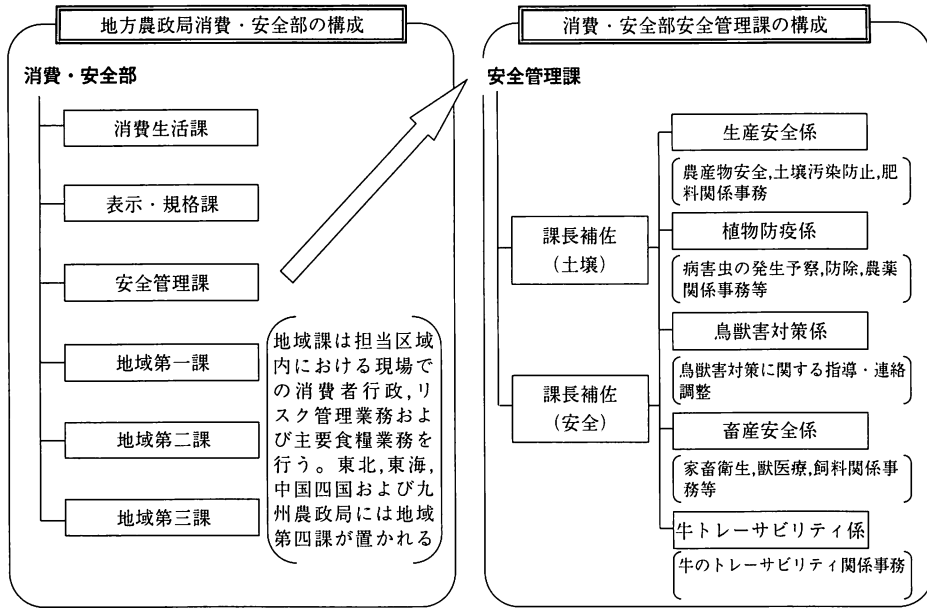 地方農政局消費・安全部の構成
消費・安全部
消費生活課
表示・規格課
安全管理課
地域第一課
地域第二課
地域第三課
地域課は担当区域
内における現場で
の消費者行政,リ
スク管理業務およ
び主要食糧業務を
行う。東北,東海,
中国四国および九
州農政局には地域
第四課が置かれる
消費・安全部安全管理課の構成
安全管理課
課長補佐
(土壌)
課長補佐
(安全)
生産安全係
農産物安全,土壌汚染防止,肥
料関係事務
植物防疫係
病害虫の発生予察,防除,農薬
関係事務等
鳥獣害対策係
鳥獣害対策に関する指導・連絡
調整
畜産安全係
家畜衛生,獣医療,飼料関係事
務等
牛トレーサビリティ係
牛のトレーサビリティ関係事務